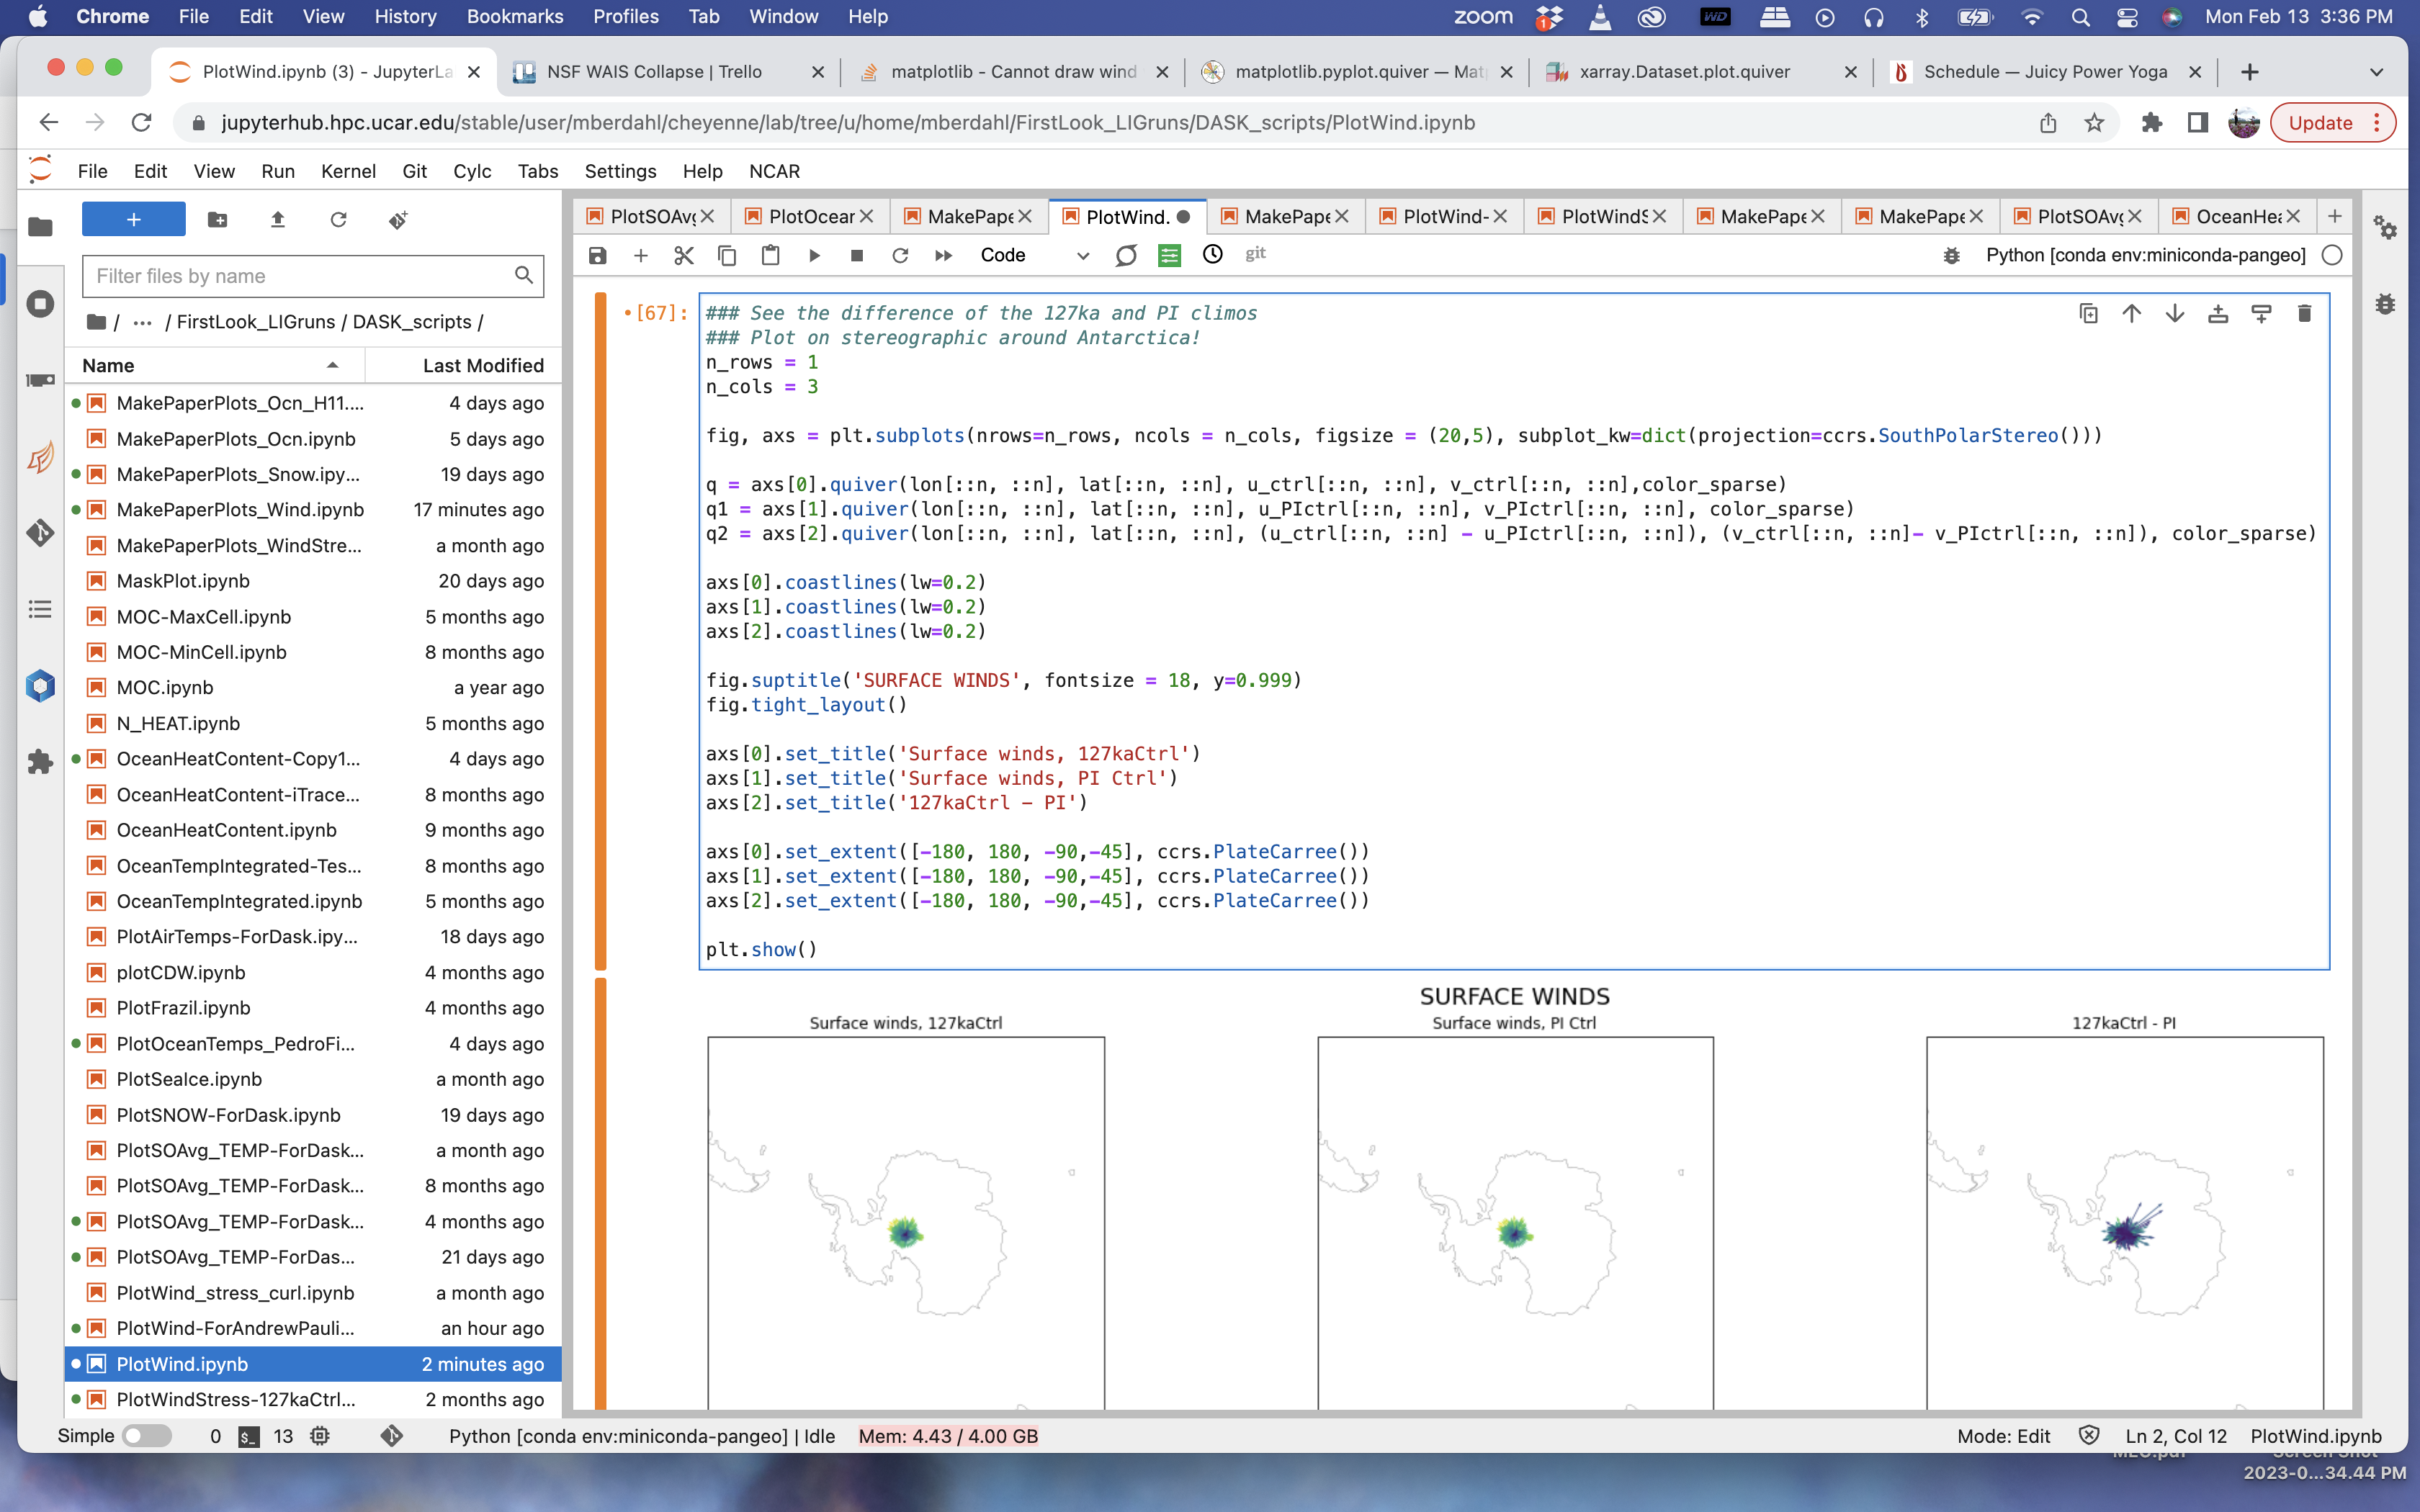 Chrome File Edit View History Bookmarks Profiles Tab Window Help
zoom 1 WD Mon Feb 13 3:36 PM
PlotWind.ipynb (3) - JupyterLa
NSF WAIS Collapse | Trello
matplotlib - Cannot draw wind
matplotlib.pyplot.quiver — Mat
xarray.Dataset.plot.quiver
Schedule — Juicy Power Yoga
jupyterhub.hpc.ucar.edu/stable/user/mberdahl/cheyenne/lab/tree/u/home/mberdahl/FirstLook_LIGruns/DASK_scripts/PlotWind.ipynb
Update
File Edit View Run Kernel Git Cylc Tabs Settings Help NCAR
Filter files by name
/ ··· / FirstLook_LIGruns / DASK_scripts /
Name Last Modified
MakePaperPlots_Ocn_H11.... 4 days ago
MakePaperPlots_Ocn.ipynb 5 days ago
MakePaperPlots_Snow.ipy... 19 days ago
MakePaperPlots_Wind.ipynb 17 minutes ago
MakePaperPlots_WindStre... a month ago
MaskPlot.ipynb 20 days ago
MOC-MaxCell.ipynb 5 months ago
MOC-MinCell.ipynb 8 months ago
MOC.ipynb a year ago
N_HEAT.ipynb 5 months ago
OceanHeatContent-Copy1... 4 days ago
OceanHeatContent-iTrace... 8 months ago
OceanHeatContent.ipynb 9 months ago
OceanTempIntegrated-Tes... 8 months ago
OceanTempIntegrated.ipynb 5 months ago
PlotAirTemps-ForDask.ipy... 18 days ago
plotCDW.ipynb 4 months ago
PlotFrazil.ipynb 4 months ago
PlotOceanTemps_PedroFi... 4 days ago
PlotSeaIce.ipynb a month ago
PlotSNOW-ForDask.ipynb 19 days ago
PlotSOAvg_TEMP-ForDask... a month ago
PlotSOAvg_TEMP-ForDask... 8 months ago
PlotSOAvg_TEMP-ForDask... 4 months ago
PlotSOAvg_TEMP-ForDas... 21 days ago
PlotWind_stress_curl.ipynb a month ago
PlotWind-ForAndrewPauli... an hour ago
PlotWind.ipynb 2 minutes ago
PlotWindStress-127kaCtrl... 2 months ago
PlotSOAvg PlotOcear MakePape PlotWind. MakePape PlotWind- PlotWindS MakePape MakePape PlotSOAvg OceanHea
Code git Python [conda env:miniconda-pangeo]
[67]:
### See the difference of the 127ka and PI climos
### Plot on stereographic around Antarctica!
n_rows = 1
n_cols = 3
fig, axs = plt.subplots(nrows=n_rows, ncols = n_cols, figsize = (20,5), subplot_kw=dict(projection=ccrs.SouthPolarStereo()))
q = axs[0].quiver(lon[::n, ::n], lat[::n, ::n], u_ctrl[::n, ::n], v_ctrl[::n, ::n],color_sparse)
q1 = axs[1].quiver(lon[::n, ::n], lat[::n, ::n], u_PIctrl[::n, ::n], v_PIctrl[::n, ::n], color_sparse)
q2 = axs[2].quiver(lon[::n, ::n], lat[::n, ::n], (u_ctrl[::n, ::n] - u_PIctrl[::n, ::n]), (v_ctrl[::n, ::n]- v_PIctrl[::n, ::n]), color_sparse)
axs[0].coastlines(lw=0.2)
axs[1].coastlines(lw=0.2)
axs[2].coastlines(lw=0.2)
fig.suptitle('SURFACE WINDS', fontsize = 18, y=0.999)
fig.tight_layout()
axs[0].set_title('Surface winds, 127kaCtrl')
axs[1].set_title('Surface winds, PI Ctrl')
axs[2].set_title('127kaCtrl - PI')
axs[0].set_extent([-180, 180, -90,-45], ccrs.PlateCarree())
axs[1].set_extent([-180, 180, -90,-45], ccrs.PlateCarree())
axs[2].set_extent([-180, 180, -90,-45], ccrs.PlateCarree())
plt.show()
SURFACE WINDS
Surface winds, 127kaCtrl
Surface winds, PI Ctrl
127kaCtrl - PI
Simple 0 $_ 13 Python [conda env:miniconda-pangeo] | Idle Mem: 4.43 / 4.00 GB Mode: Edit Ln 2, Col 12 PlotWind.ipynb
2023-0...34.44 PM